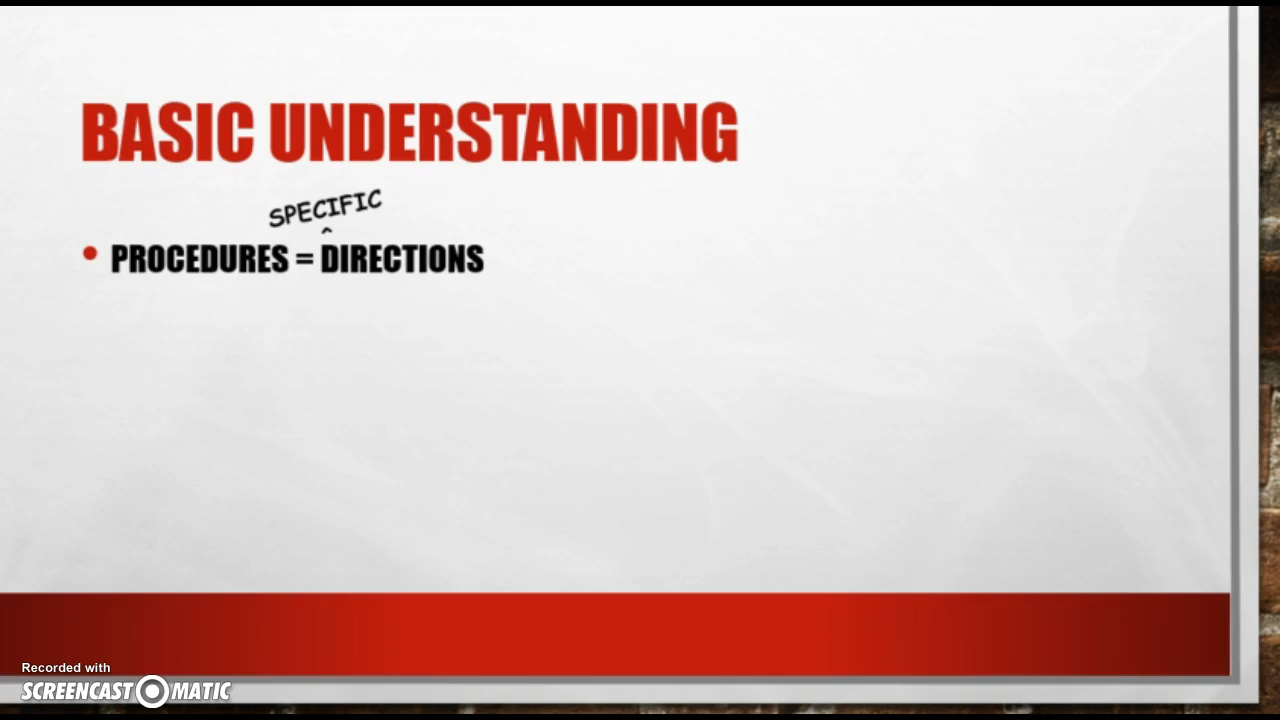 BASIC UNDERSTANDING
SPECIFIC
^
• PROCEDURES = DIRECTIONS
Recorded with
SCREENCAST MATIC